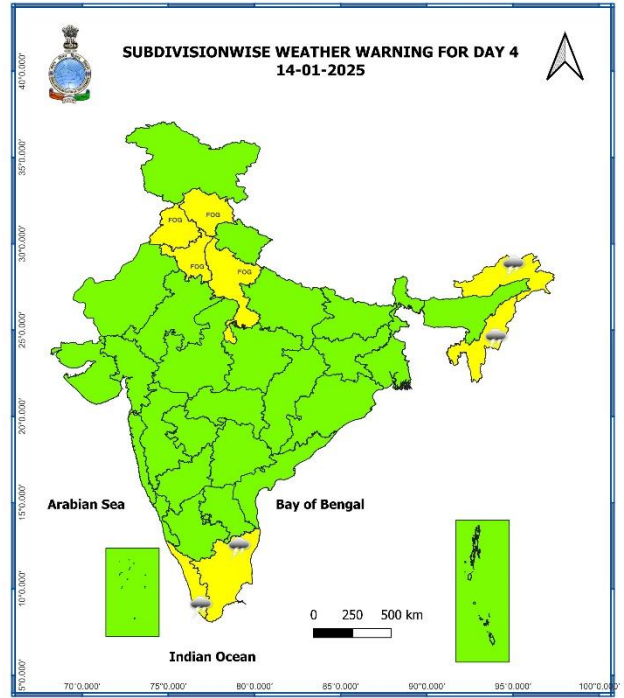 SUBDIVISIONWISE WEATHER WARNING FOR DAY 4
14-01-2025
40°0.000'
35°0.000'
30°0.000'
25°0.000'
20°0.000'
15°0.000'
10°0.000'
5°0.000'
FOG
FOG
FOG
FOG
Arabian Sea
Bay of Bengal
0 250 500 km
Indian Ocean
70°0.000' 75°0.000' 80°0.000' 85°0.000' 90°0.000' 95°0.000' 100°0.000'